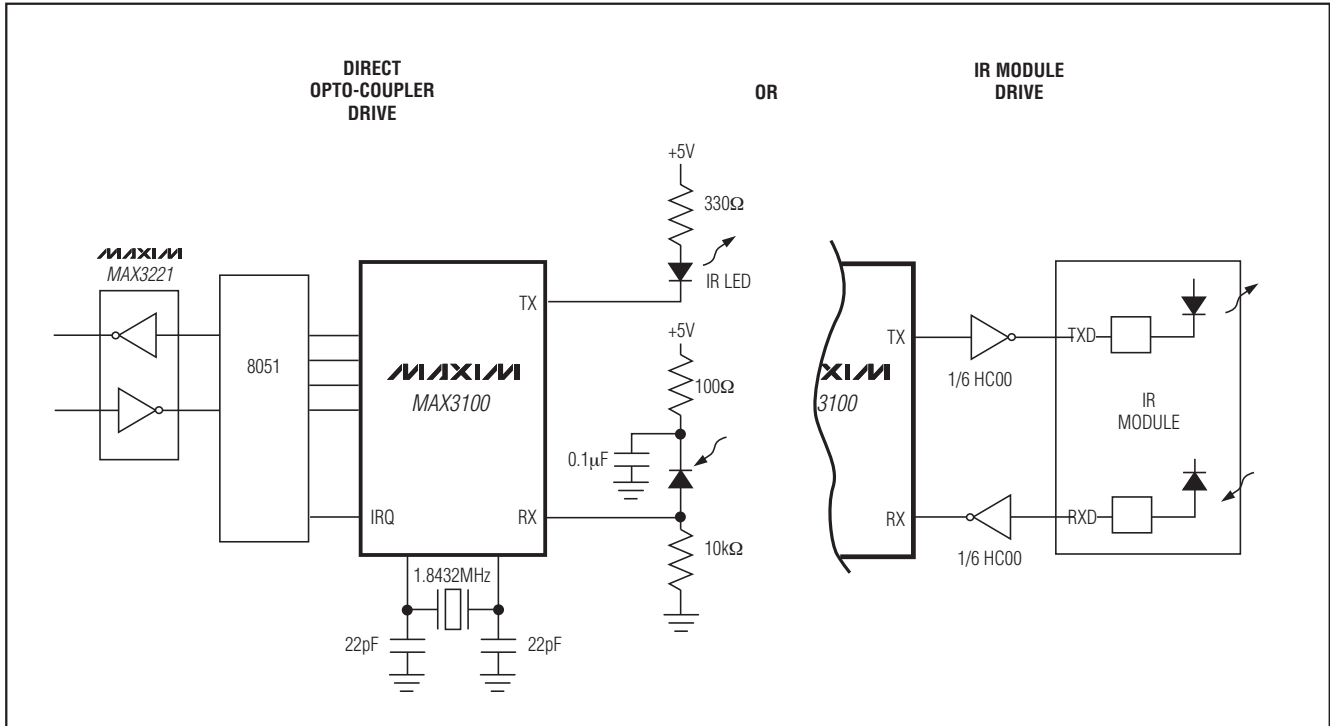 DIRECT
OPTO-COUPLER
DRIVE
OR
IR MODULE
DRIVE
+5V
330Ω
IR LED
MAXIM
MAX3221
8051
TX
MAXIM
MAX3100
+5V
100Ω
0.1µF
IRQ
RX
10kΩ
1.8432MHz
22pF
22pF
TX
XIM
3100
1/6 HC00
TXD
IR
MODULE
RX
1/6 HC00
RXD